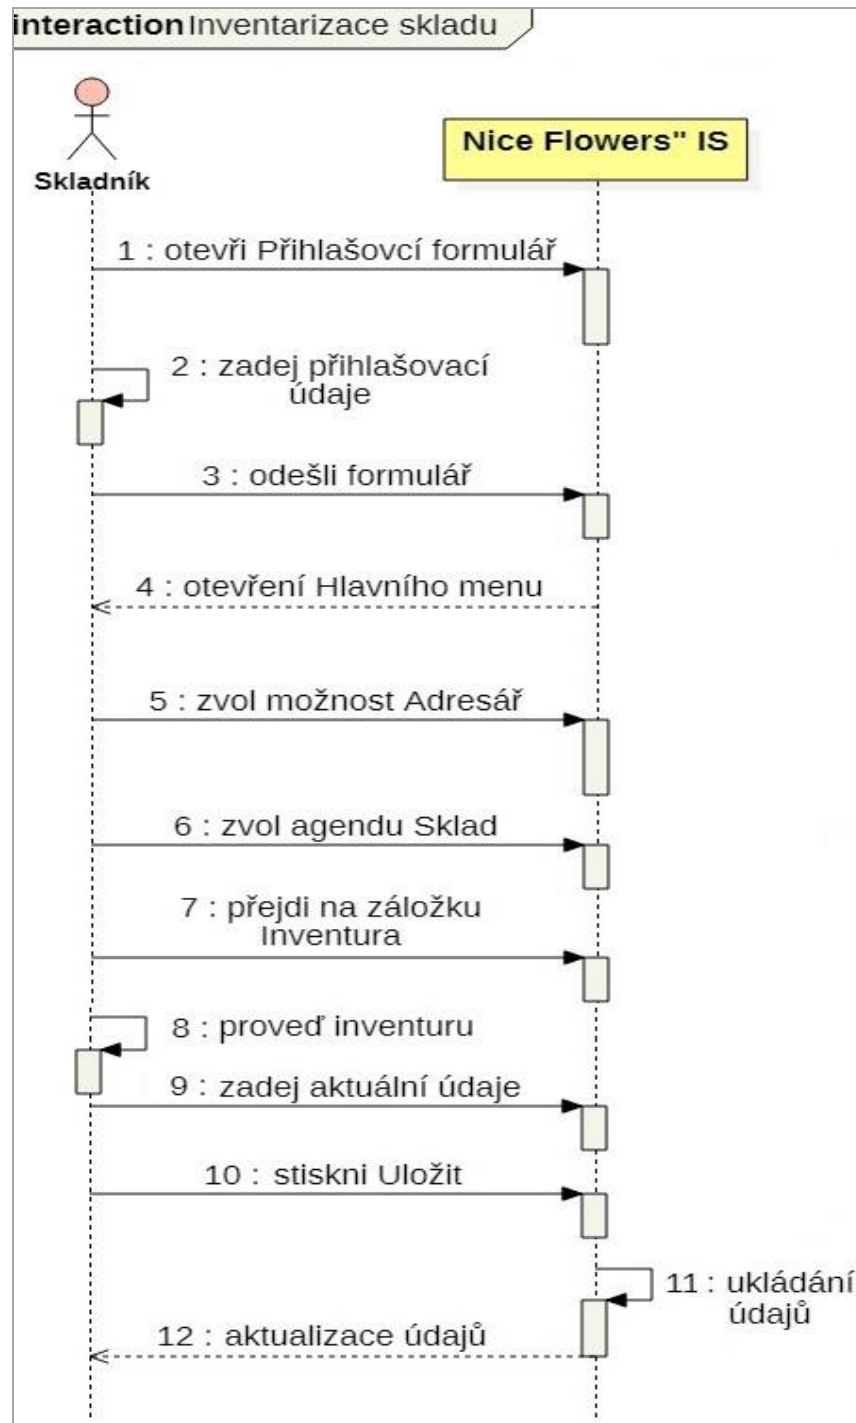 interaction Inventarizace skladu
Skladník
Nice Flowers" IS
1 : otevři Přihlašovcí formulář
2 : zadej přihlašovací
údaje
3 : odešli formulář
4 : otevření Hlavního menu
5 : zvol možnost Adresář
6 : zvol agendu Sklad
7 : přejdi na záložku
Inventura
8 : proveď inventuru
9 : zadej aktuální údaje
10 : stiskni Uložit
11 : ukládání
údajů
12 : aktualizace údajů